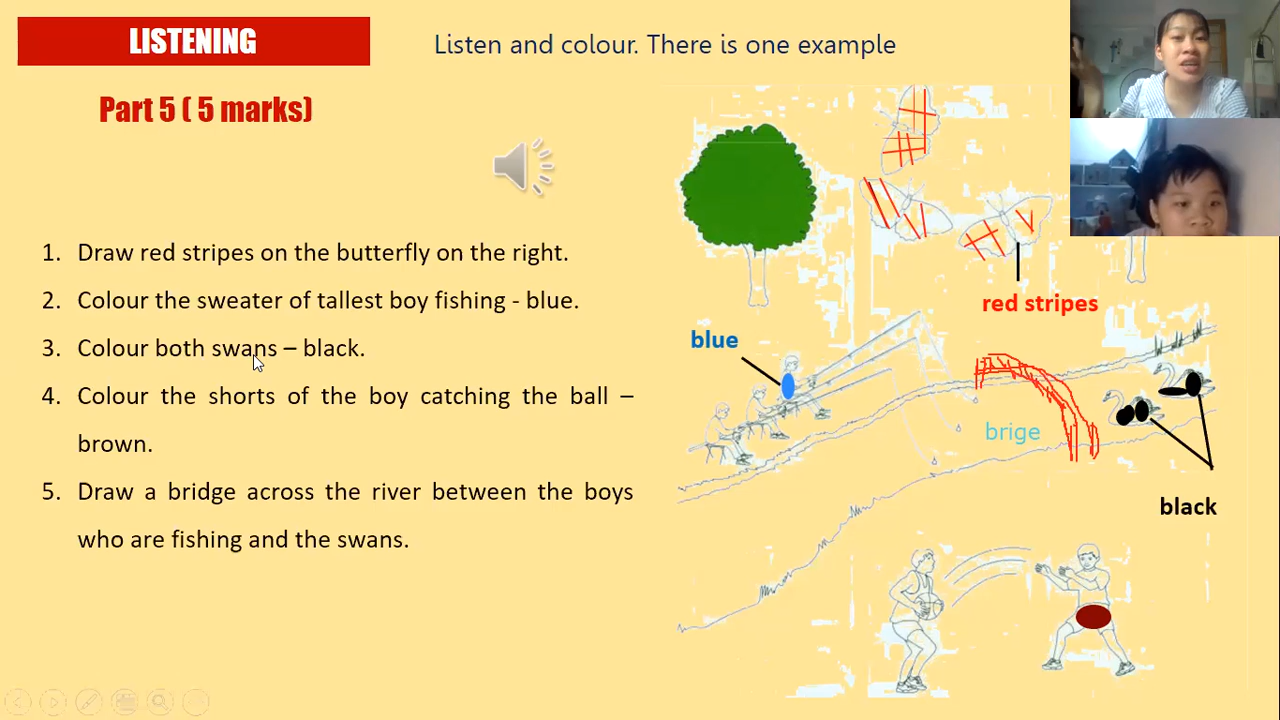 LISTENING
Listen and colour. There is one example
Part 5 ( 5 marks)
1. Draw red stripes on the butterfly on the right.
2. Colour the sweater of tallest boy fishing - blue.
3. Colour both swans – black.
4. Colour the shorts of the boy catching the ball –
brown.
5. Draw a bridge across the river between the boys
who are fishing and the swans.
red stripes
blue
brige
black